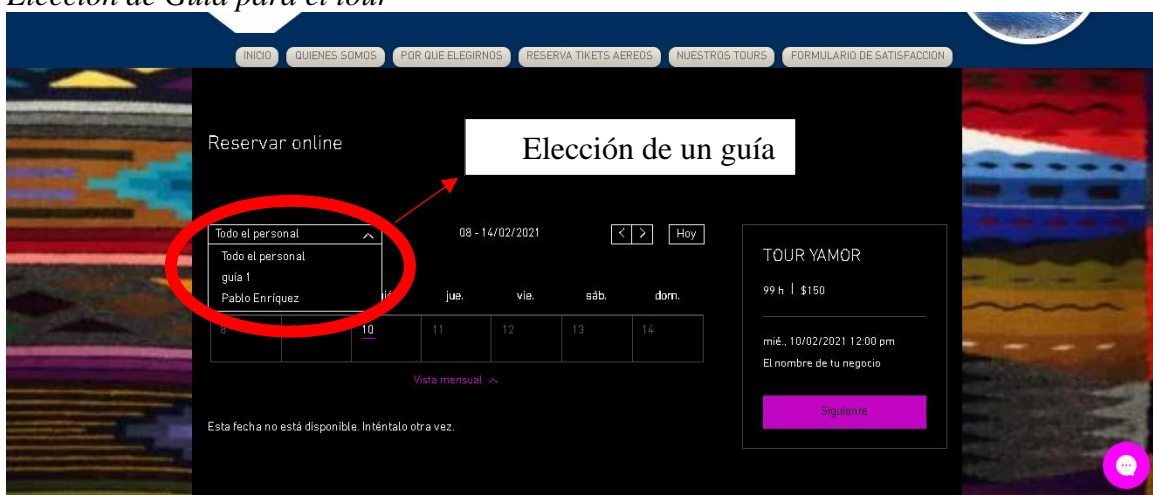 Elección de Guía para el tour
INICIO QUIENES SOMOS POR QUE ELEGIRNOS RESERVA TIKETS AEREOS NUESTROS TOURS FORMULARIO DE SATISFACCION
Reservar online
Elección de un guía
Todo el personal
08 - 14/02/2021 < > Hoy
Todo el personal
guía 1
Pablo Enríquez
jue. vie. sáb. dom.
8 10 11 12 13 14
Vista mensual
Esta fecha no está disponible. Inténtalo otra vez.
TOUR YAMOR
99 h | $150
mié., 10/02/2021 12:00 pm
El nombre de tu negocio
Siguiente